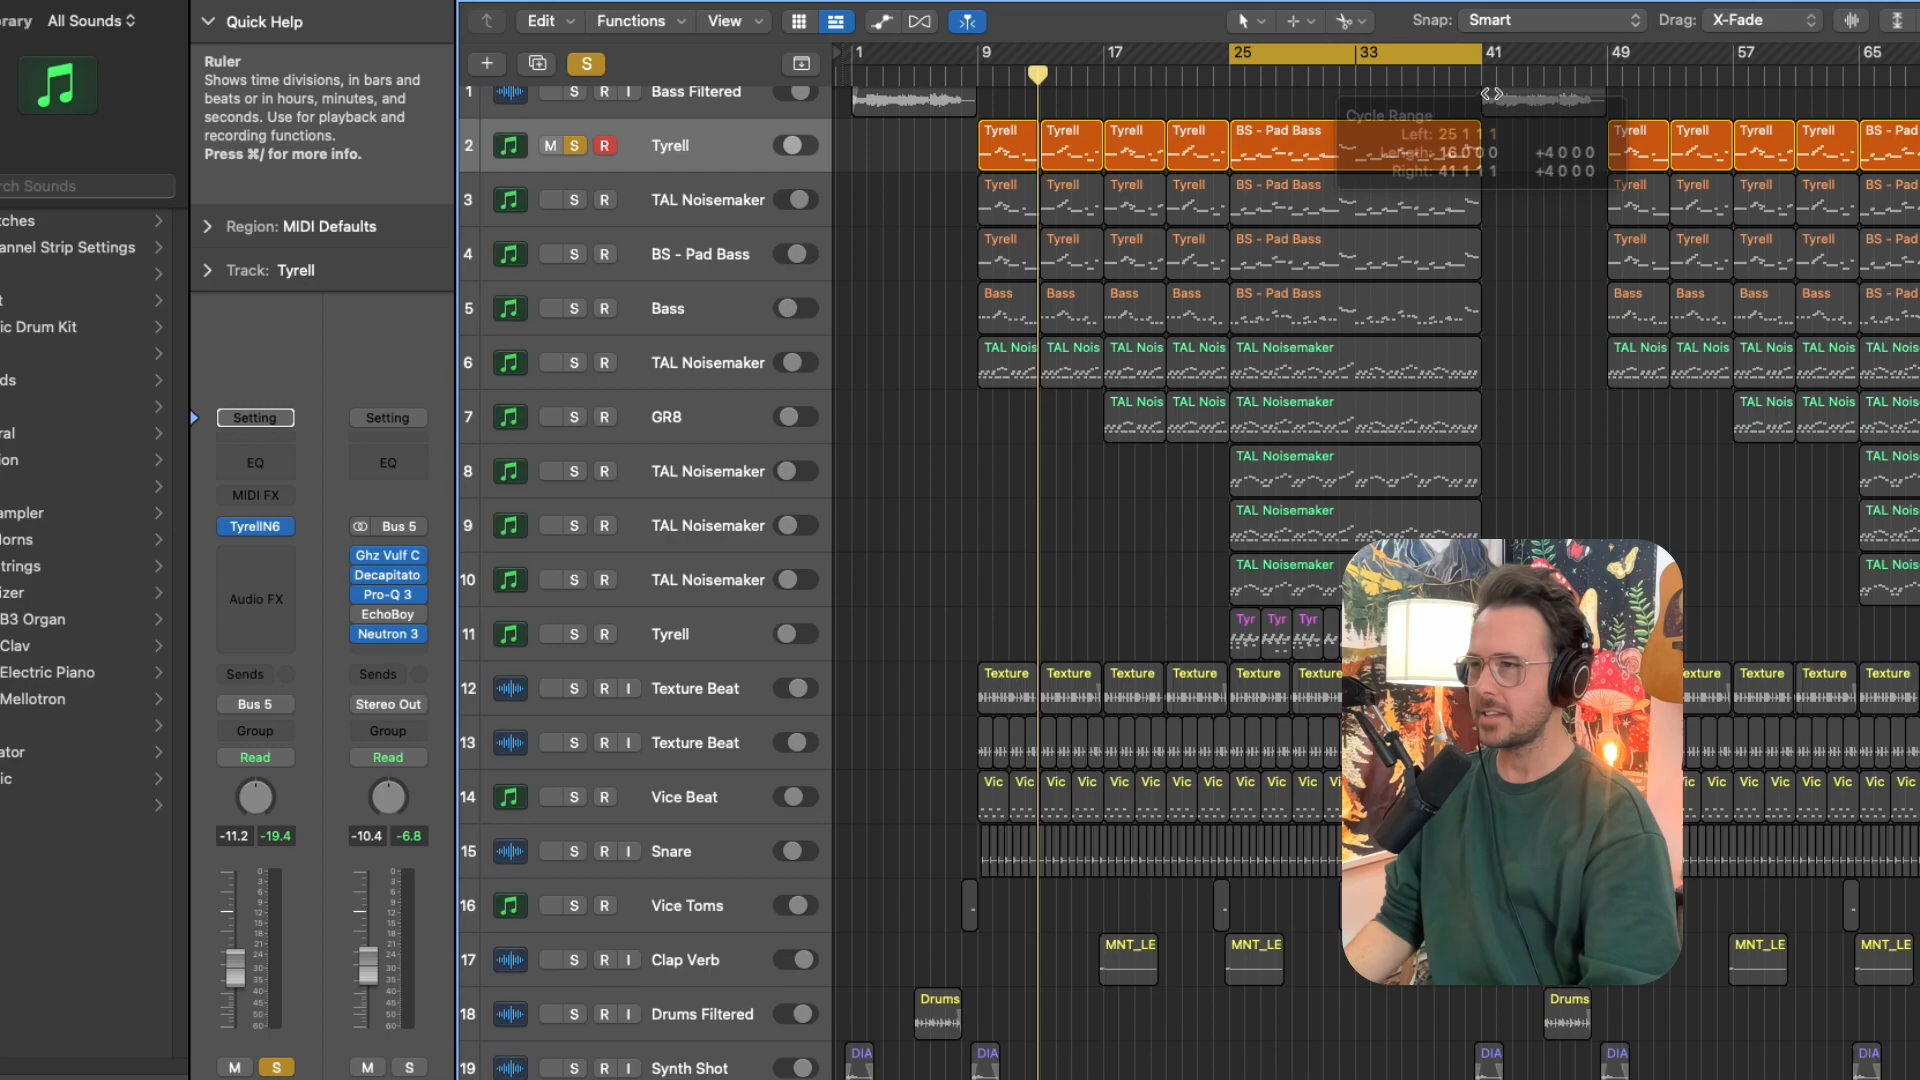 brary
All Sounds
rch Sounds
tches
annel Strip Settings
t
ic Drum Kit
ds
ral
ion
ampler
Horns
trings
izer
B3 Organ
Clav
Electric Piano
Mellotron
ator
ic
Quick Help
Ruler
Shows time divisions, in bars and
beats or in hours, minutes, and
seconds. Use for playback and
recording functions.
Press ⌘/ for more info.
Region: MIDI Defaults
Track: Tyrell
Setting
Setting
EQ
EQ
MIDI FX
TyrellN6
Bus 5
Ghz Vulf C
Decapitato
Pro-Q 3
EchoBoy
Neutron 3
Audio FX
Sends
Sends
Bus 5
Stereo Out
Group
Group
Read
Read
-11.2 -19.4
-10.4 -6.8
M S
M S
Edit
Functions
View
Snap: Smart
Drag: X-Fade
S
1 9 17 25 33 41 49 57 65
Cycle Range
Left: 25 1 1 1
Length: 16 0 0 0 +4 0 0 0
Right: 41 1 1 1 +4 0 0 0
1 S R I Bass Filtered
2 M S R Tyrell
Tyrell Tyrell Tyrell Tyrell BS - Pad Bass Tyrell Tyrell Tyrell Tyrell BS - Pad
3 S R TAL Noisemaker
Tyrell Tyrell Tyrell Tyrell BS - Pad Bass Tyrell Tyrell Tyrell Tyrell BS - Pad
4 S R BS - Pad Bass
Tyrell Tyrell Tyrell Tyrell BS - Pad Bass Tyrell Tyrell Tyrell Tyrell BS - Pad
5 S R Bass
Bass Bass Bass Bass BS - Pad Bass Bass Bass Bass Bass BS - Pad
6 S R TAL Noisemaker
TAL Nois TAL Nois TAL Nois TAL Nois TAL Noisemaker TAL Nois TAL Nois TAL Nois TAL Nois TAL Nois
7 S R GR8
TAL Nois TAL Nois TAL Noisemaker TAL Nois TAL Nois TAL Nois
8 S R TAL Noisemaker
TAL Noisemaker TAL Nois
9 S R TAL Noisemaker
TAL Noisemaker TAL Nois
10 S R TAL Noisemaker
TAL Noisemaker TAL Nois
11 S R Tyrell
Tyr Tyr Tyr
12 S R I Texture Beat
Texture Texture Texture Texture Texture Texture exture Texture Texture Texture
13 S R I Texture Beat
14 S R Vice Beat
Vic Vic Vic Vic Vic Vic Vic Vic Vic Vic Vic Vic Vic Vic Vic Vic Vic Vic
15 S R I Snare
16 S R Vice Toms
17 S R I Clap Verb
MNT_LE MNT_LE MNT_LE MNT_LE
18 S R I Drums Filtered
Drums Drums
19 S R I Synth Shot
DIA DIA DIA DIA DIA